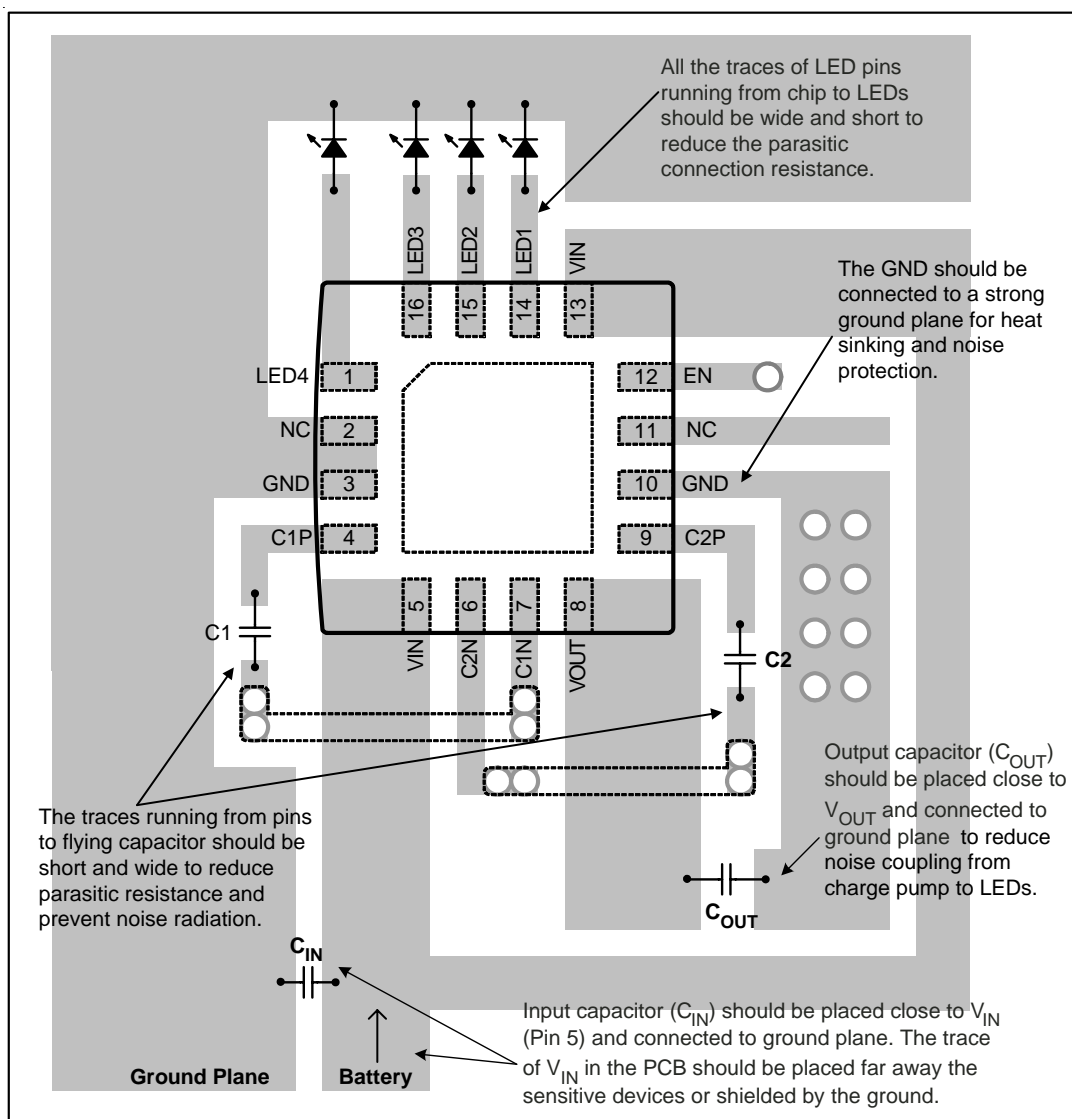 All the traces of LED pins
running from chip to LEDs
should be wide and short to
reduce the parasitic
connection resistance.
LED3
LED2
LED1
VIN
16
15
14
13
The GND should be
connected to a strong
ground plane for heat
sinking and noise
protection.
LED4
1
12
EN
NC
2
11
NC
GND
3
10
GND
C1P
4
9
C2P
5
6
7
8
VIN
C2N
C1N
VOUT
C1
C2
The traces running from pins
to flying capacitor should be
short and wide to reduce
parasitic resistance and
prevent noise radiation.
Output capacitor (COUT)
should be placed close to
VOUT and connected to
ground plane to reduce
noise coupling from
charge pump to LEDs.
COUT
CIN
Input capacitor (CIN) should be placed close to VIN
(Pin 5) and connected to ground plane. The trace
of VIN in the PCB should be placed far away the
sensitive devices or shielded by the ground.
Ground Plane
Battery